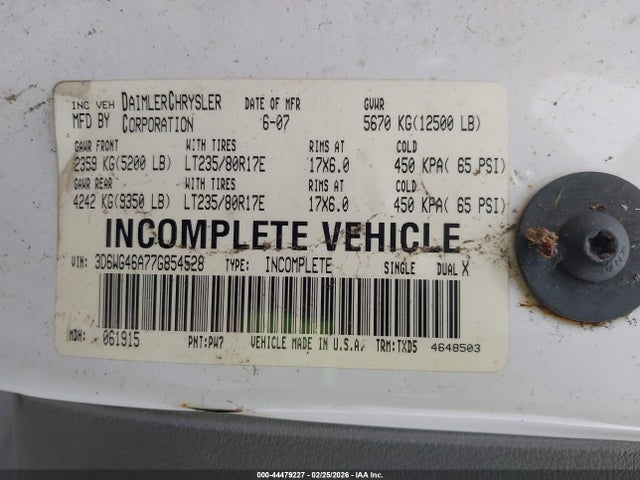 INC VEH DAIMLERCHRYSLER DATE OF MFR GVWR
MFD BY CORPORATION 6-07 5670 KG(12500 LB)
GAWR FRONT WITH TIRES RIMS AT COLD
2359 KG(5200 LB) LT235/80R17E 17X6.0 450 KPA( 65 PSI)
GAWR REAR WITH TIRES RIMS AT COLD
4242 KG(9350 LB) LT235/80R17E 17X6.0 450 KPA( 65 PSI)
INCOMPLETE VEHICLE
VIN: 3D6WG46A77G854528 TYPE: INCOMPLETE SINGLE DUAL X
MDH: 061915 PNT:PW7 VEHICLE MADE IN U.S.A. TRM:TXD5 4648503
000-44479227 - 02/25/2026 - IAA Inc.